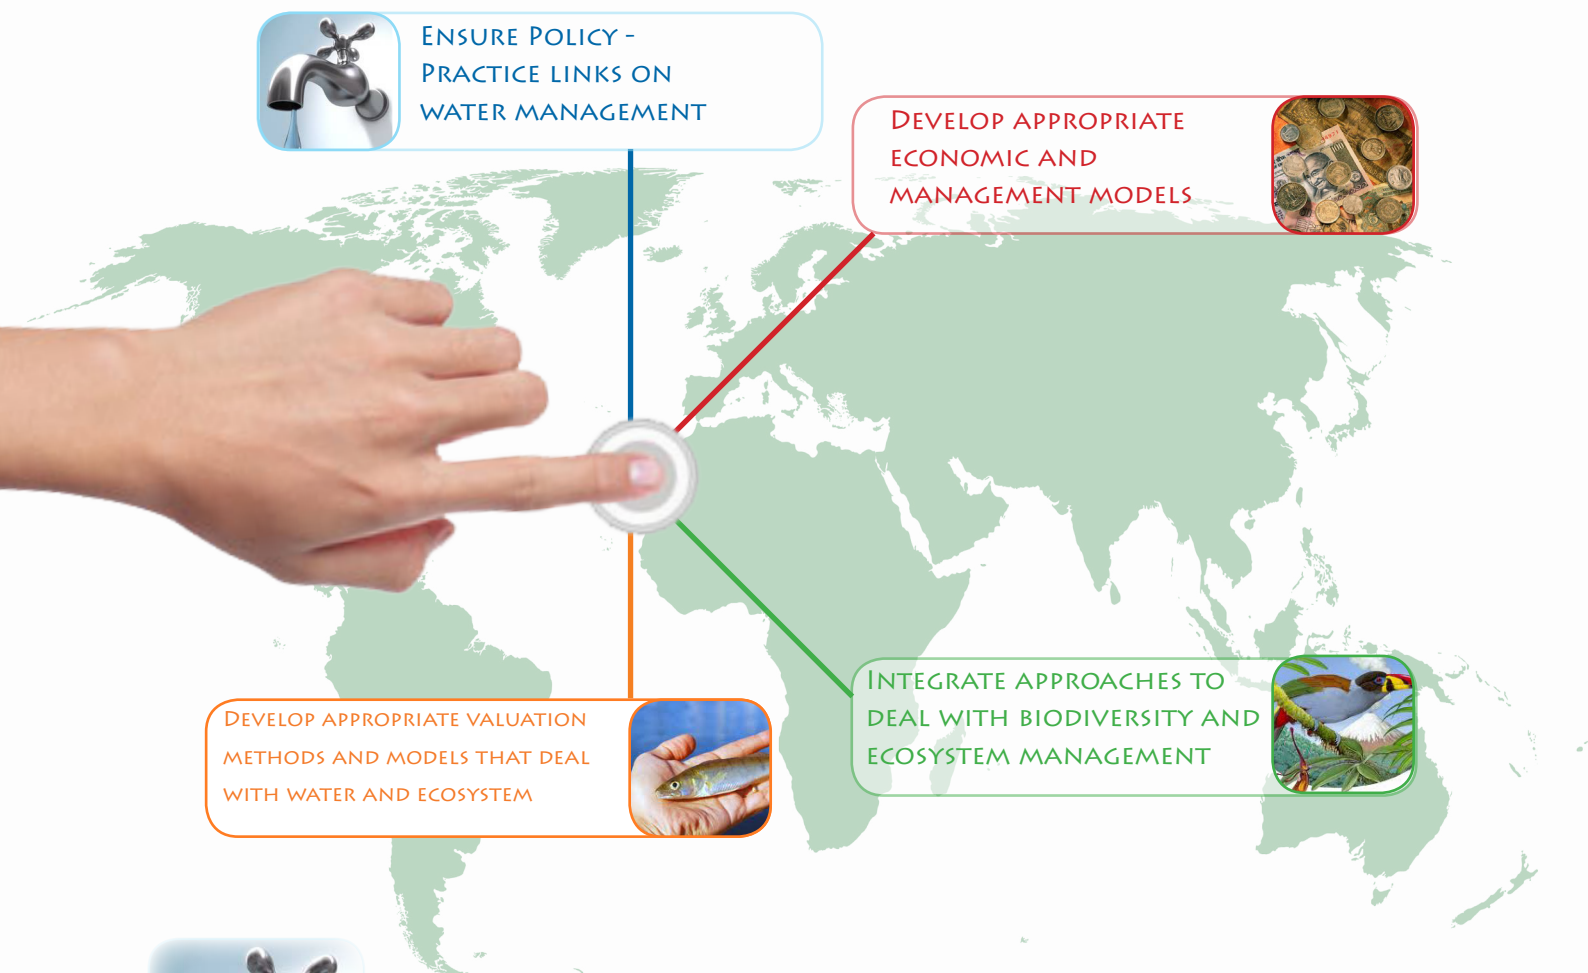 Ensure Policy -
Practice links on
water management
Develop appropriate
economic and
management models
Integrate approaches to
deal with biodiversity and
ecosystem management
Develop appropriate valuation
methods and models that deal
with water and ecosystem